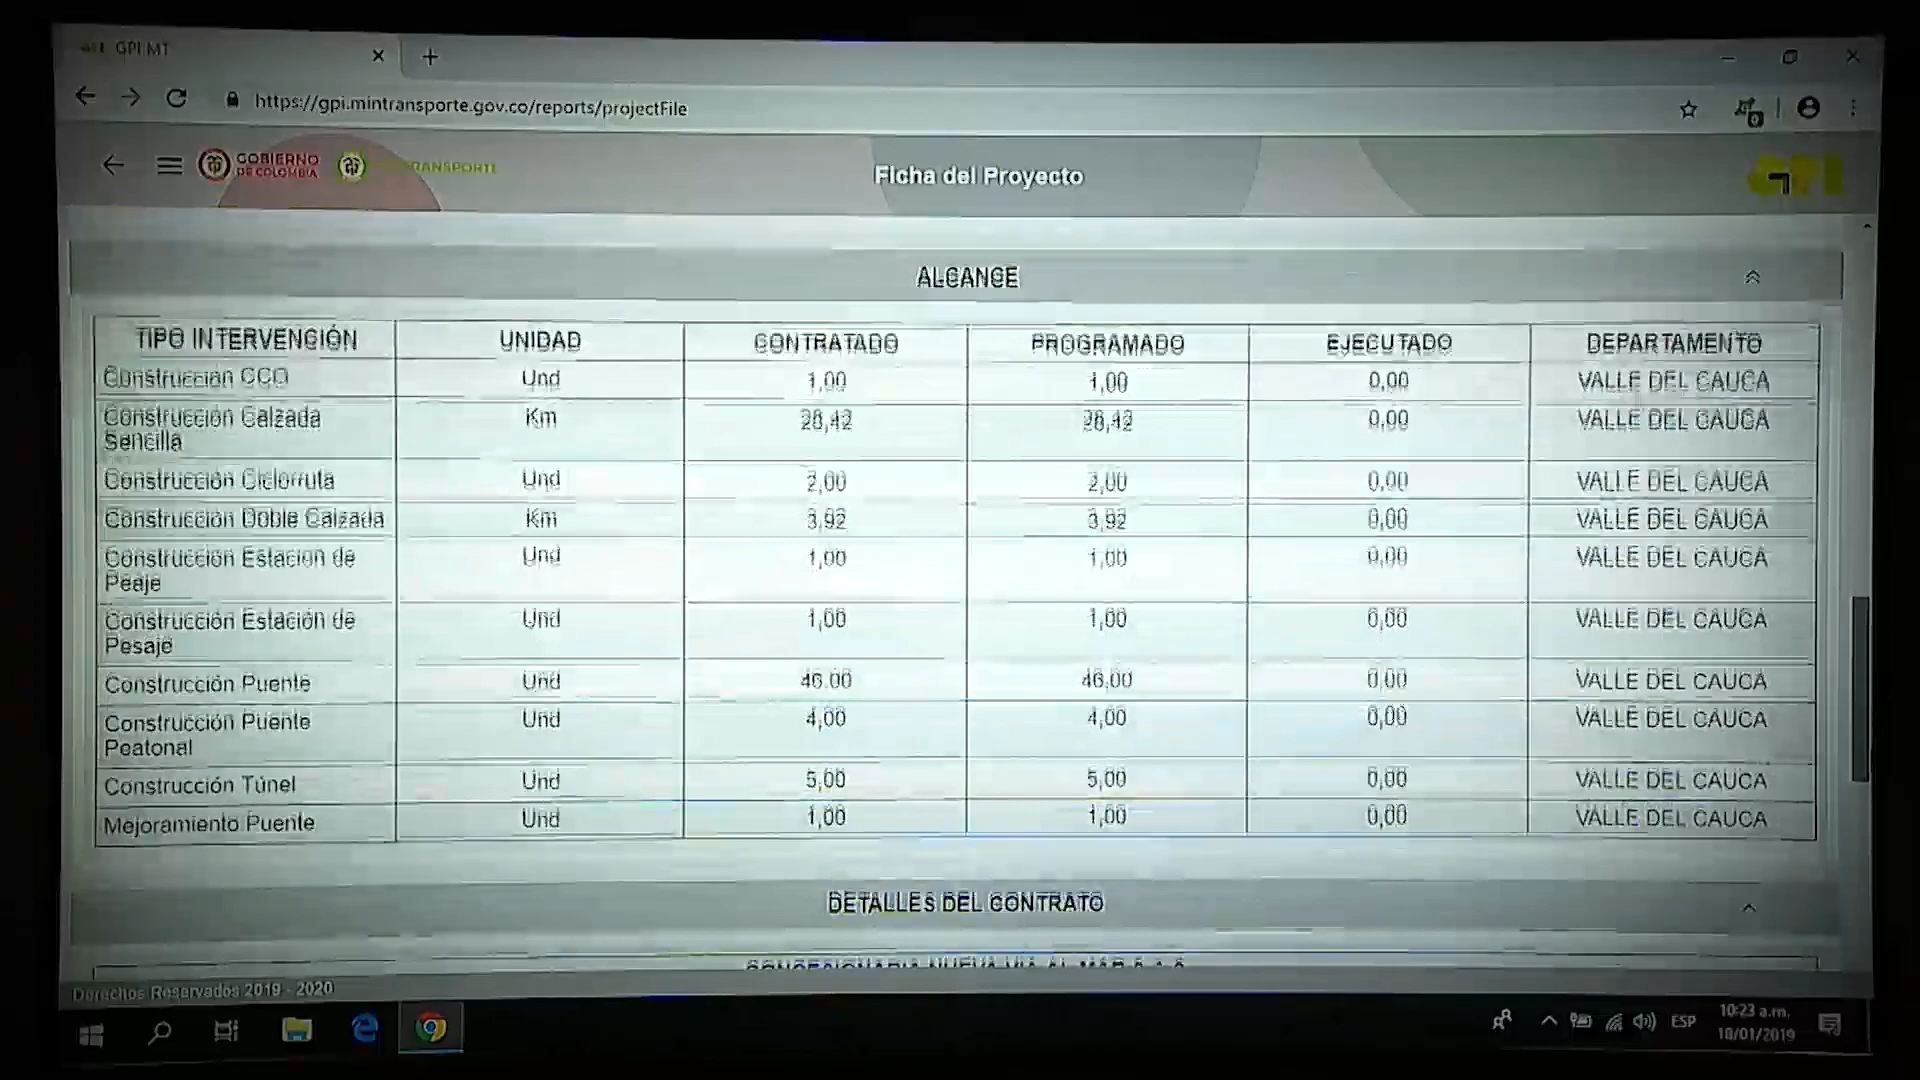 GPI MT
https://gpi.mintransporte.gov.co/reports/projectFile
GOBIERNO
DE COLOMBIA
Ficha del Proyecto
GPI
ALCANCE
TIPO INTERVENCIÓN UNIDAD CONTRATADO PROGRAMADO EJECUTADO DEPARTAMENTO
Construcción CCO Und 1,00 1,00 0,00 VALLE DEL CAUCA
Construcción Calzada Km 28,42 28,42 0,00 VALLE DEL CAUCA
Sencilla
Construcción Ciclorruta Und 2,00 2,00 0,00 VALLE DEL CAUCA
Construcción Doble Calzada Km 3,92 3,92 0,00 VALLE DEL CAUCA
Construcción Estación de Und 1,00 1,00 0,00 VALLE DEL CAUCA
Peaje
Construcción Estación de Und 1,00 1,00 0,00 VALLE DEL CAUCA
Pesaje
Construcción Puente Und 46,00 46,00 0,00 VALLE DEL CAUCA
Construcción Puente Und 4,00 4,00 0,00 VALLE DEL CAUCA
Peatonal
Construcción Túnel Und 5,00 5,00 0,00 VALLE DEL CAUCA
Mejoramiento Puente Und 1,00 1,00 0,00 VALLE DEL CAUCA
DETALLES DEL CONTRATO
CONCESIONARIA NUEVA VIA AL MAR S.A.S
Derechos Reservados 2019 - 2020
ESP
10:23 a.m.
18/01/2019